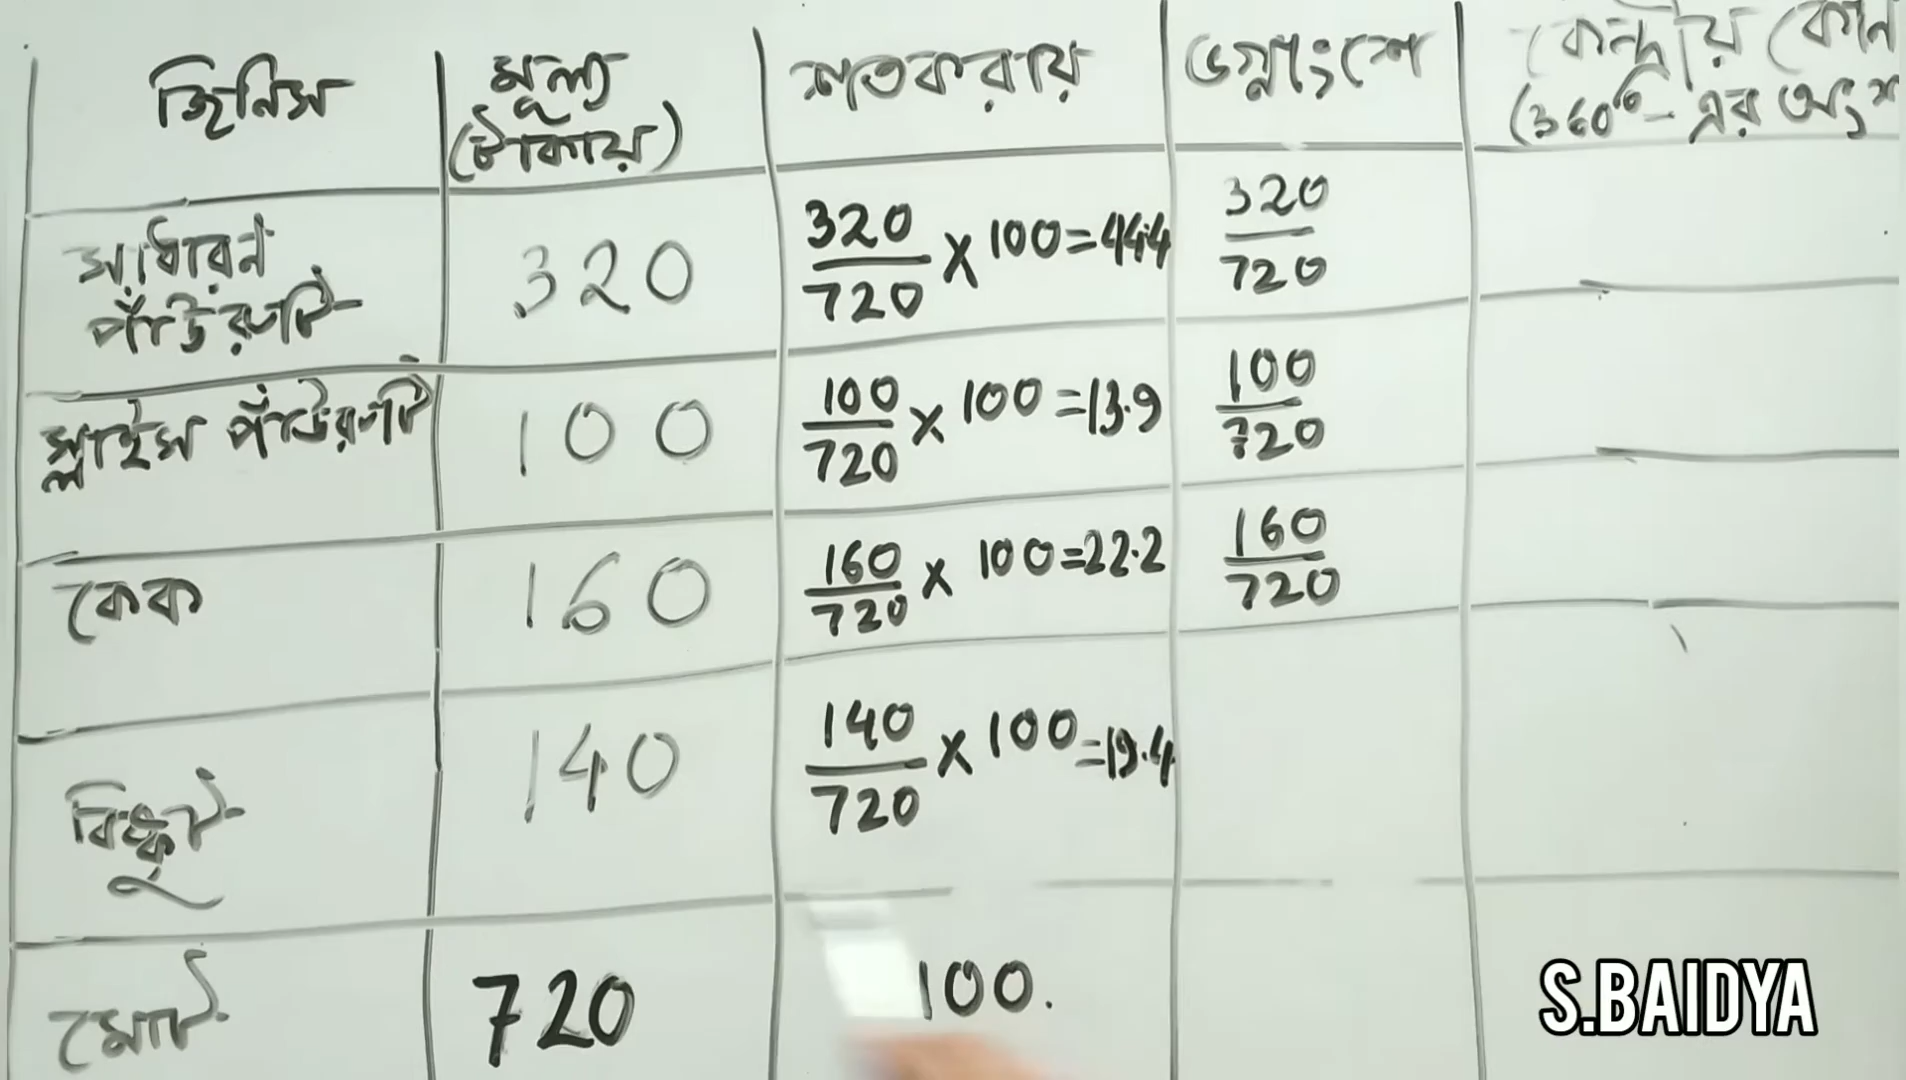 জিনিস
মূল্য
(টাকায়)
শতকরায়
ভগ্নাংশে
কেন্দ্রীয় কোন
(360° এর অংশ
সাধারন
পাঁউরুটি
320
320/720 × 100 = 44.4
320/720
স্লাইস পাঁউরুটি
100
100/720 × 100 = 13.9
100/720
কেক
160
160/720 × 100 = 22.2
160/720
বিস্কুট
140
140/720 × 100 = 19.4
মোট
720
100.
S.BAIDYA